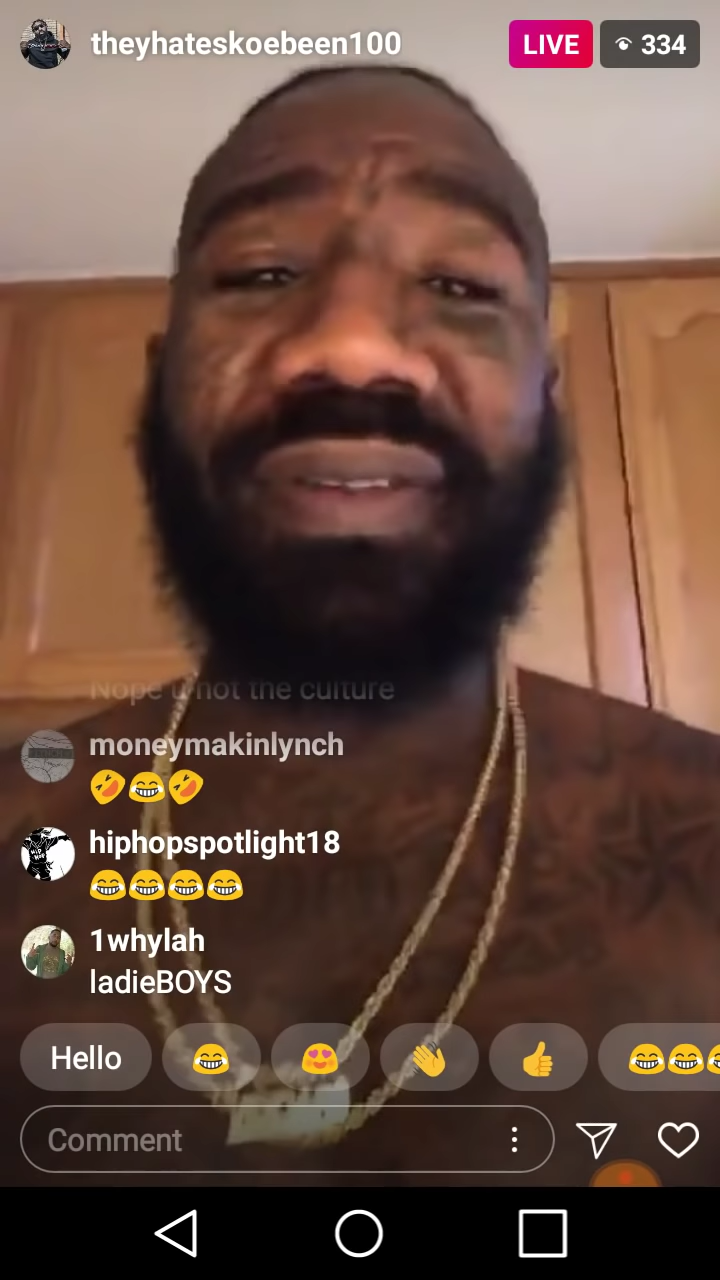 theyhateskoebeen100
LIVE
334
Nope u not the culture
moneymakinlynch
🤣😂🤣
hiphopspotlight18
😂😂😂😂
1whylah
ladieBOYS
Hello
😂
😍
👋
👍
😂😂😂
Comment